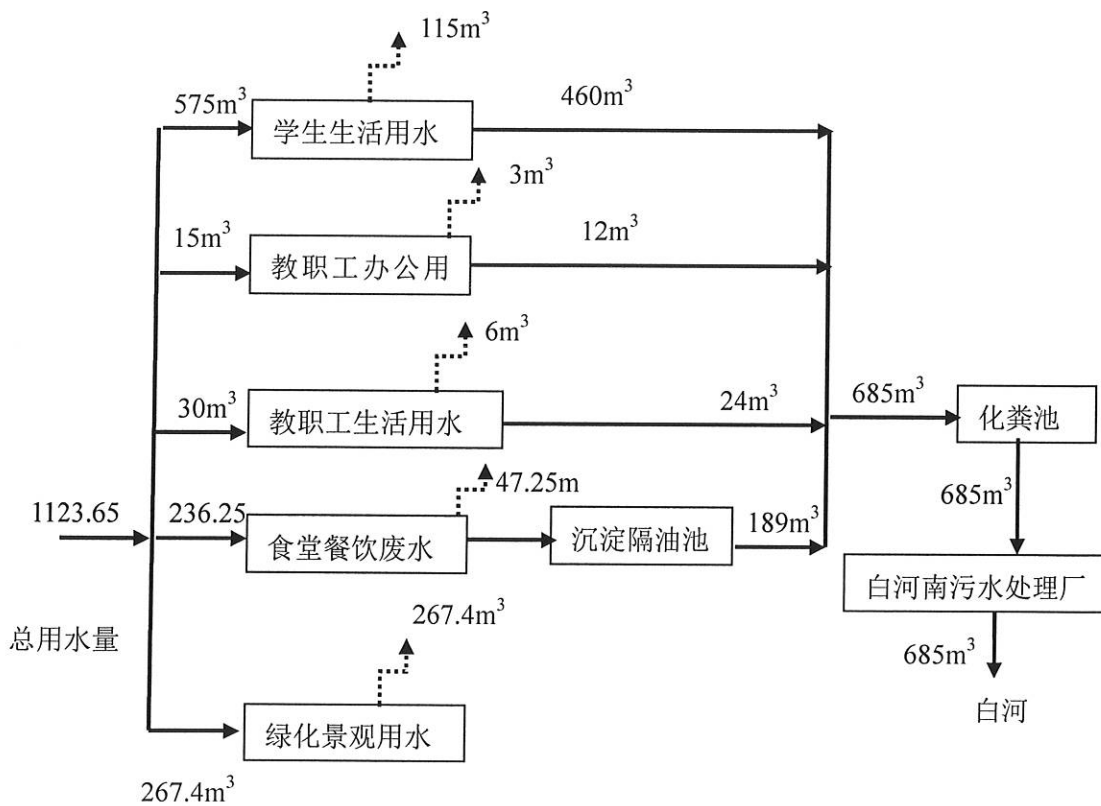 115m³
575m³
学生生活用水
460m³
3m³
15m³
教职工办公用
12m³
6m³
30m³
教职工生活用水
24m³
685m³
化粪池
47.25m
1123.65
236.25
食堂餐饮废水
沉淀隔油池
189m³
685m³
白河南污水处理厂
总用水量
267.4m³
685m³
绿化景观用水
白河
267.4m³